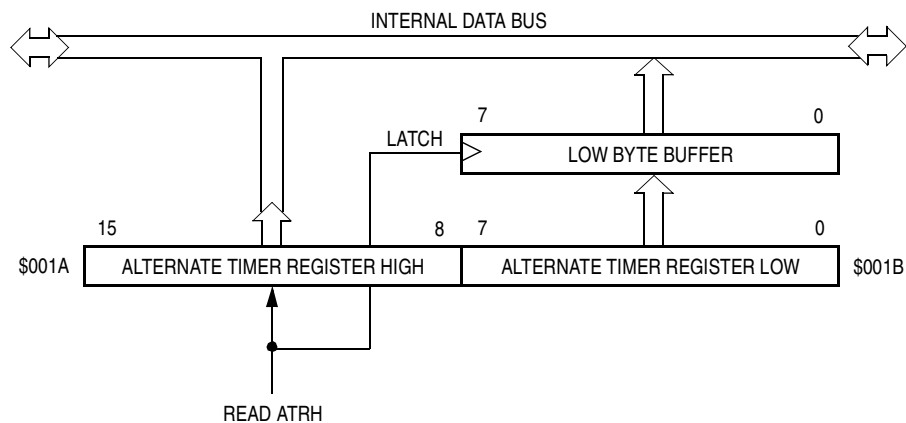 INTERNAL DATA BUS
7 0
LATCH
LOW BYTE BUFFER
15 8 7 0
$001A ALTERNATE TIMER REGISTER HIGH ALTERNATE TIMER REGISTER LOW $001B
READ ATRH